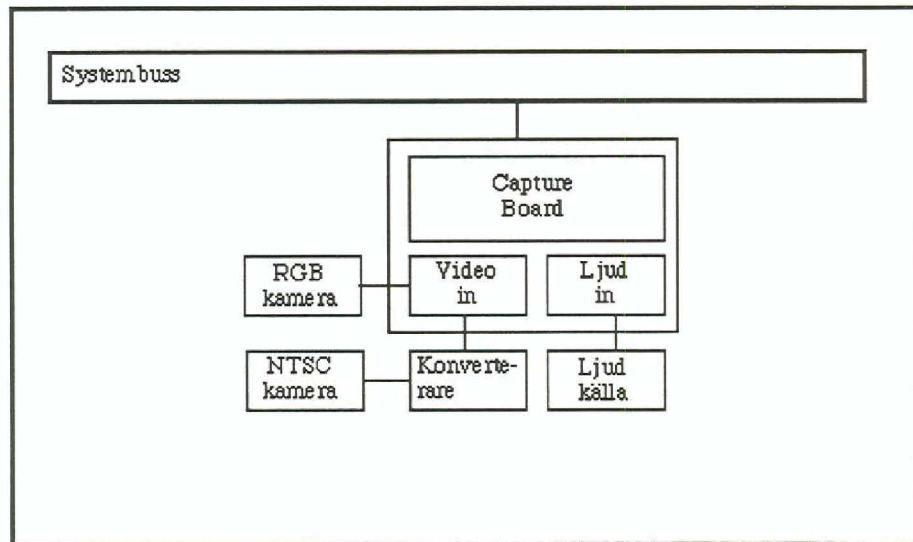 Systembuss
Capture
Board
RGB
kamera
Video
in
Ljud
in
NTSC
kamera
Konverte-
rare
Ljud
källa